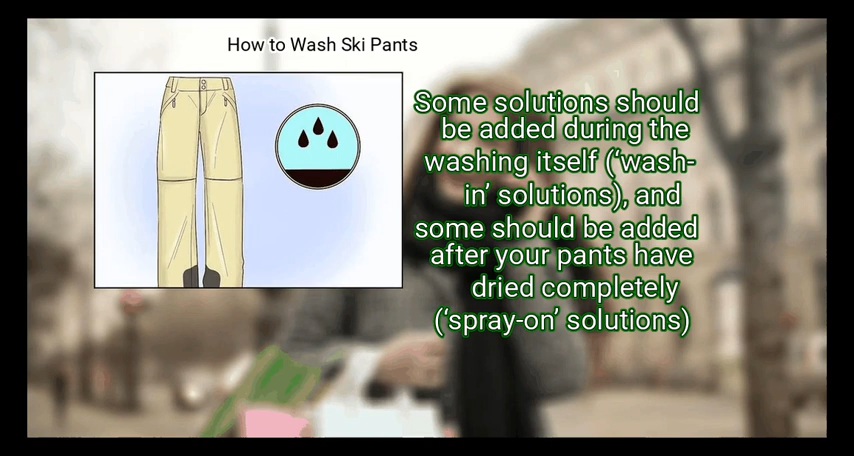 How to Wash Ski Pants
Some solutions should
be added during the
washing itself (‘wash-
in’ solutions), and
some should be added
after your pants have
dried completely
(‘spray-on’ solutions)